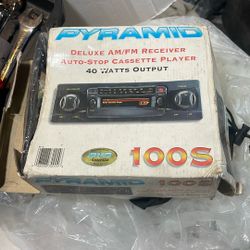 PYRAMID
DELUXE AM/FM RECEIVER
AUTO-STOP CASSETTE PLAYER
40 WATTS OUTPUT
100S
PYRAMID
100S